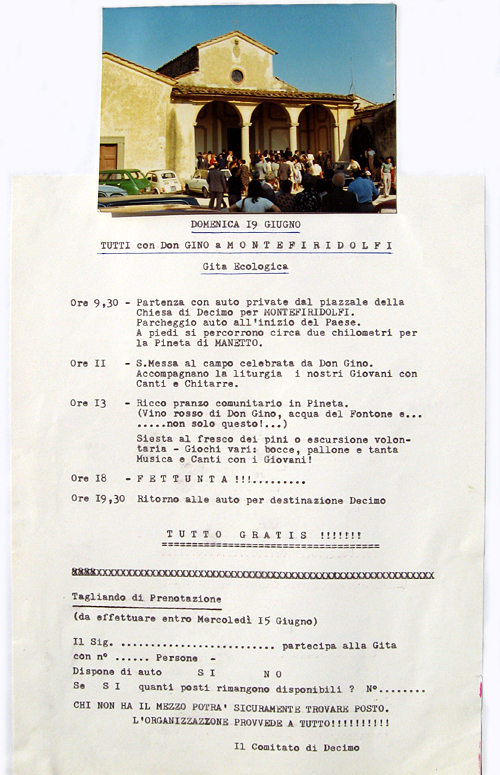 DOMENICA I9 GIUGNO
TUTTI con Don GINO a M O N T E F I R I D O L F I
Gita Ecologica
Ore 9,30 - Partenza con auto private dal piazzale della
Chiesa di Decimo per MONTEFIRIDOLFI.
Parcheggio auto all'inizio del Paese.
A piedi si percorrono circa due chilometri per
la Pineta di MANETTO.
Ore II - S.Messa al campo celebrata da Don Gino.
Accompagnano la liturgia i nostri Giovani con
Canti e Chitarre.
Ore I3 - Ricco pranzo comunitario in Pineta.
(Vino rosso di Don Gino, acqua del Fontone e...
.....non solo questo!...)
Siesta al fresco dei pini o escursione volon-
taria - Giochi vari: bocce, pallone e tanta
Musica e Canti con i Giovani!
Ore I8 - F E T T U N T A !!!.........
Ore I9,30 Ritorno alle auto per destinazione Decimo
T U T T O G R A T I S !!!!!!!
=====================================
XXXXXXXXXXXXXXXXXXXXXXXXXXXXXXXXXXXXXXXXXXXXXXXXXXXXXXXXXXXXX
Tagliando di Prenotazione
(da effettuare entro Mercoledì I5 Giugno)
Il Sig. .......................... partecipa alla Gita
con n° ...... Persone -
Dispone di auto S I N O
Se S I quanti posti rimangono disponibili ? N°........
CHI NON HA IL MEZZO POTRA' SICURAMENTE TROVARE POSTO.
L'ORGANIZZAZZONE PROVVEDE A TUTTO!!!!!!!!!!
Il Comitato di Decimo